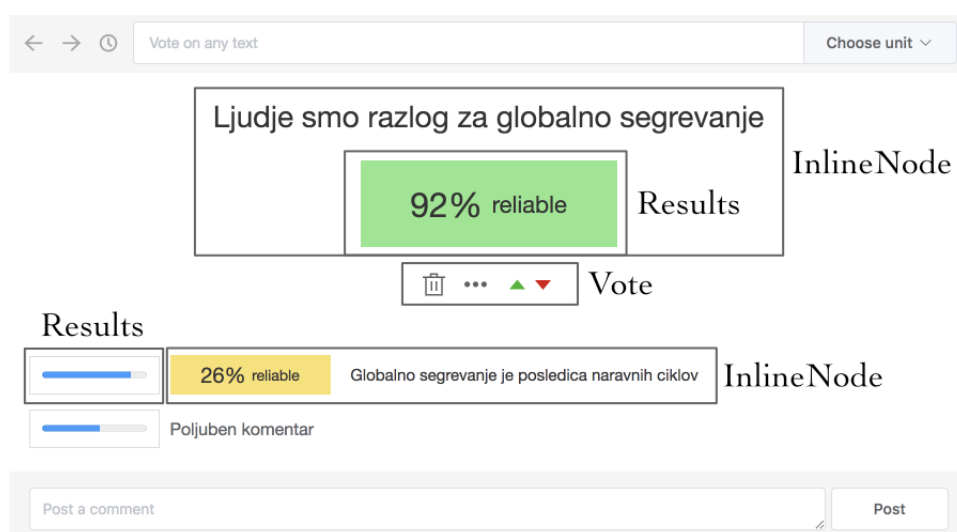 Vote on any text
Choose unit
Ljudje smo razlog za globalno segrevanje
InlineNode
92% reliable
Results
Vote
Results
26% reliable Globalno segrevanje je posledica naravnih ciklov
InlineNode
Poljuben komentar
Post a comment
Post